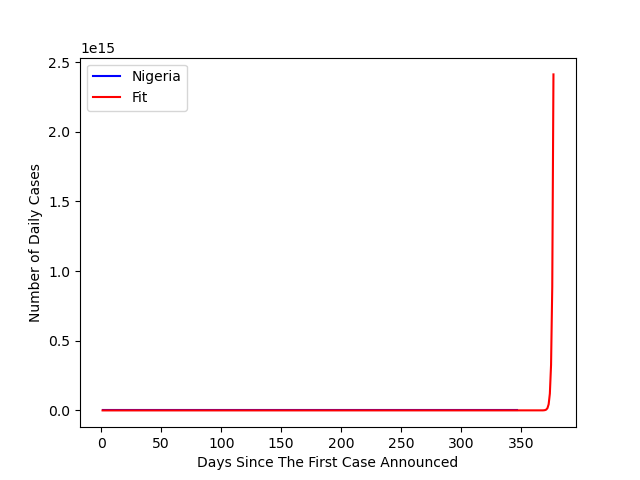 1e15
2.5
2.0
1.5
1.0
0.5
0.0
Number of Daily Cases
Nigeria
Fit
0 50 100 150 200 250 300 350
Days Since The First Case Announced